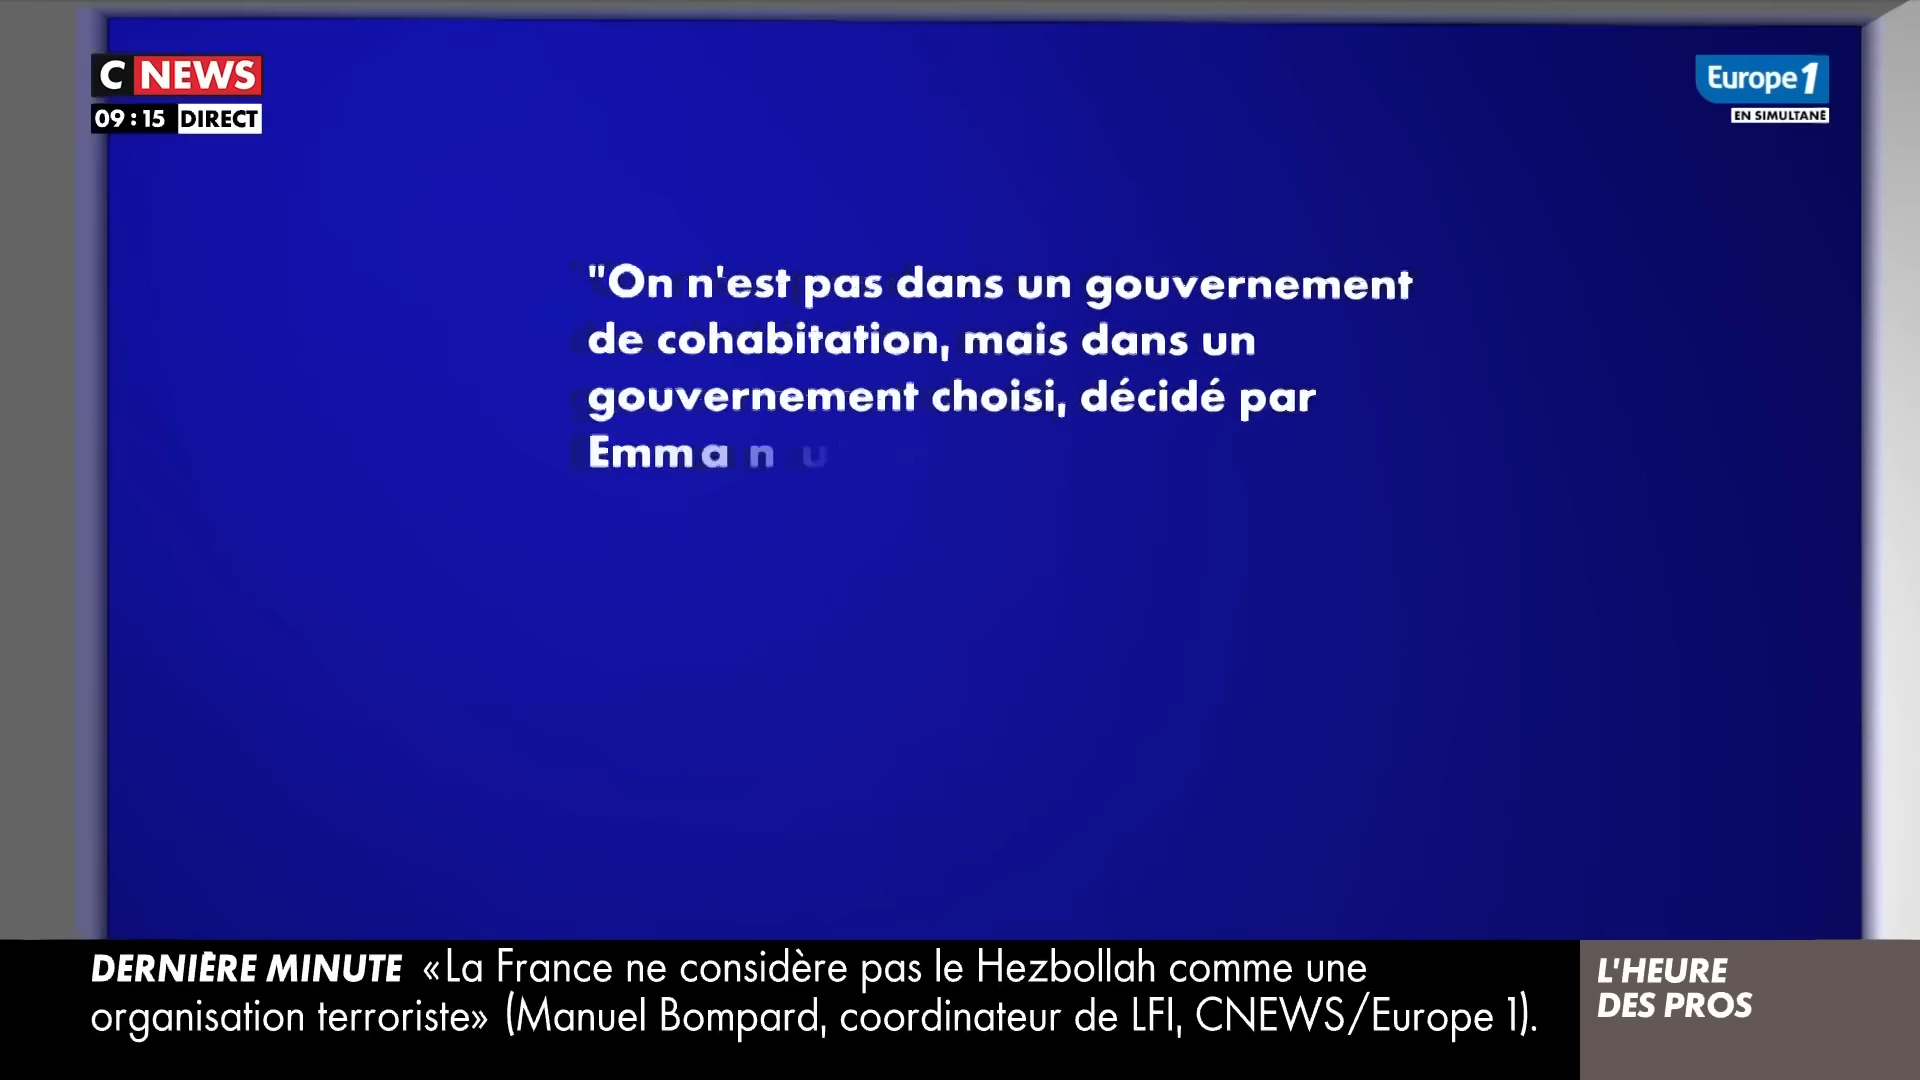 C NEWS
09:15 DIRECT
Europe 1
EN SIMULTANÉ
"On n'est pas dans un gouvernement
de cohabitation, mais dans un
gouvernement choisi, décidé par
Emmanu
DERNIÈRE MINUTE «La France ne considère pas le Hezbollah comme une
organisation terroriste» (Manuel Bompard, coordinateur de LFI, CNEWS/Europe 1).
L'HEURE
DES PROS